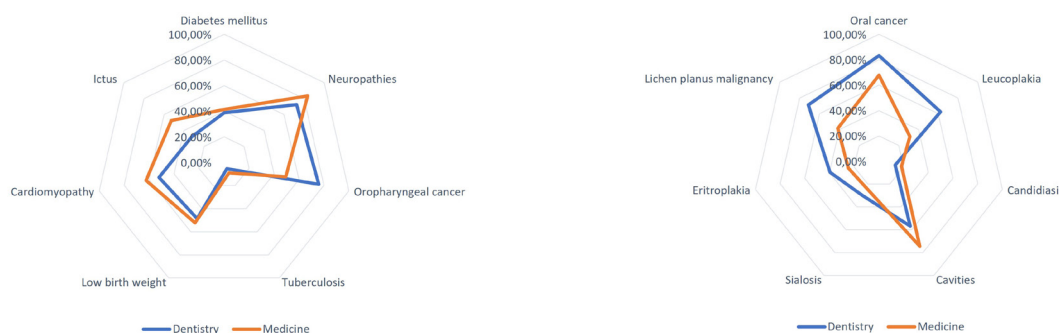 Diabetes mellitus
100,00%
80,00%
60,00%
40,00%
20,00%
0,00%
Neuropathies
Oropharyngeal cancer
Tuberculosis
Low birth weight
Cardiomyopathy
Ictus
Dentistry
Medicine
Oral cancer
100,00%
80,00%
60,00%
40,00%
20,00%
0,00%
Leucoplakia
Candidiasi
Cavities
Sialosis
Eritroplakia
Lichen planus malignancy
Dentistry
Medicine